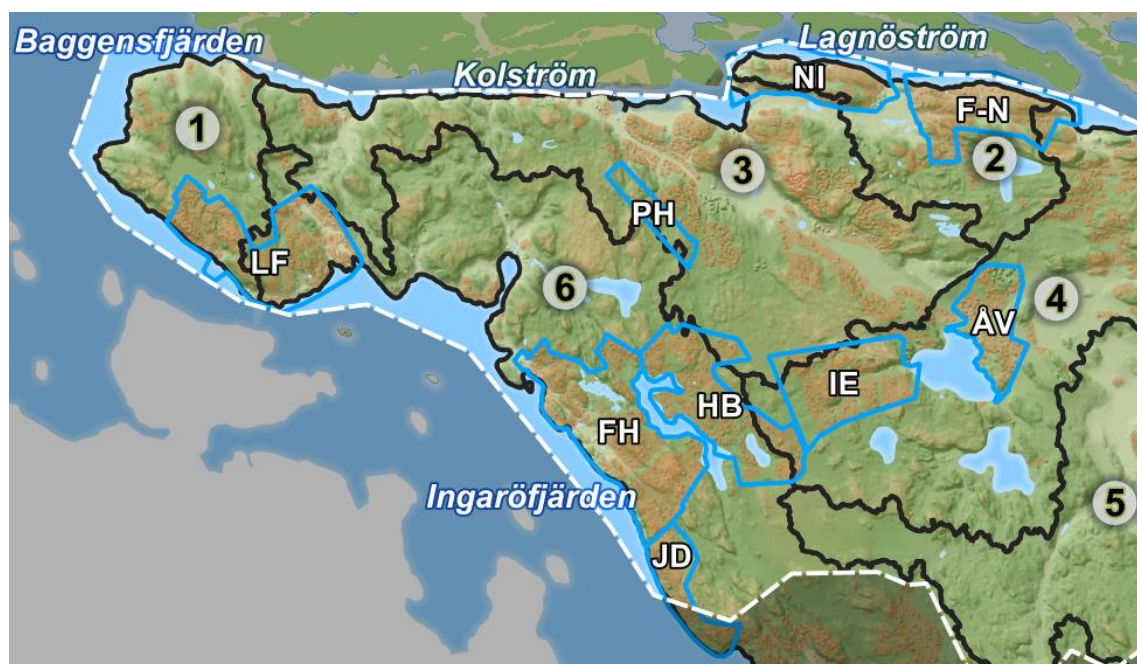 Baggensfjärden
Kolström
Lagnöström
NI
F-N
1
2
3
PH
LF
6
4
ÅV
IE
HB
FH
Ingaröfjärden
5
JD